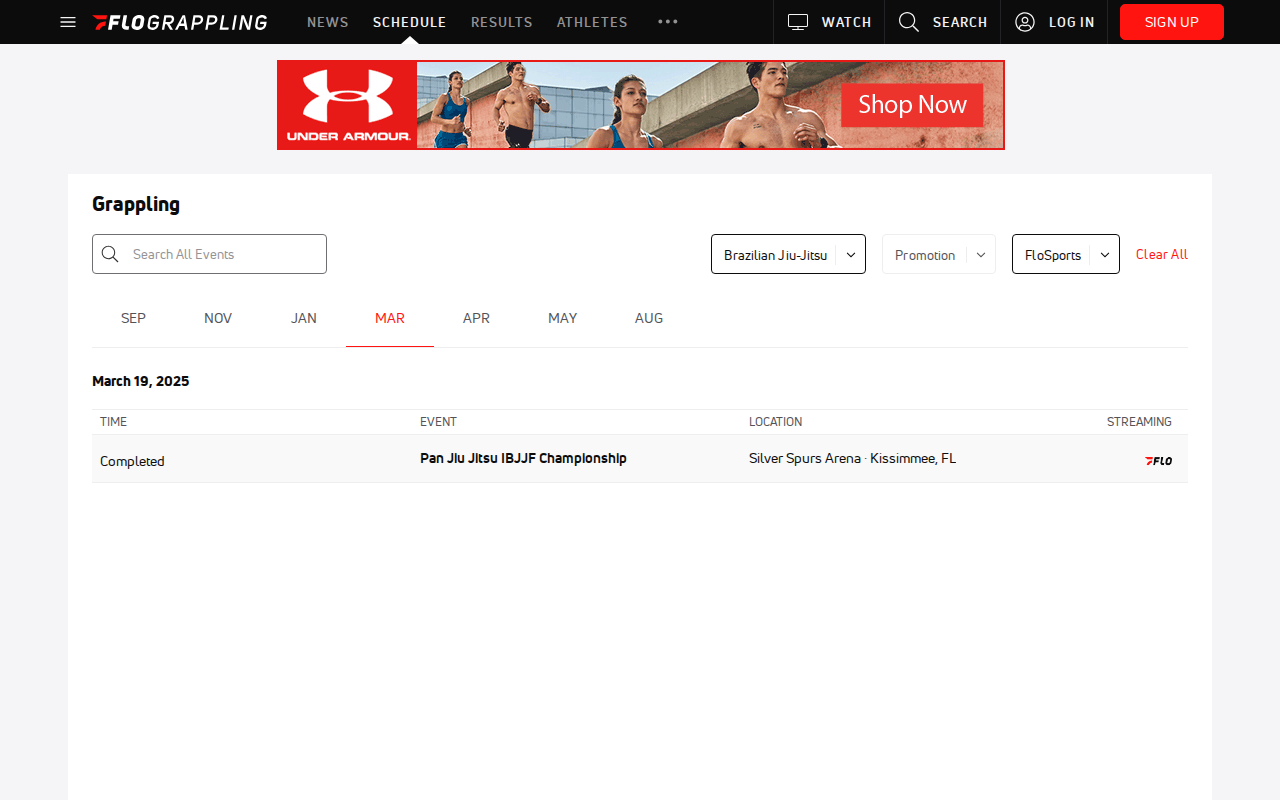 FLOGRAPPLING NEWS SCHEDULE RESULTS ATHLETES WATCH SEARCH LOG IN SIGN UP
UNDER ARMOUR Shop Now
Grappling
Search All Events Brazilian Jiu-Jitsu Promotion FloSports Clear All
SEP NOV JAN MAR APR MAY AUG
March 19, 2025
TIME EVENT LOCATION STREAMING
Completed Pan Jiu Jitsu IBJJF Championship Silver Spurs Arena · Kissimmee, FL FLO